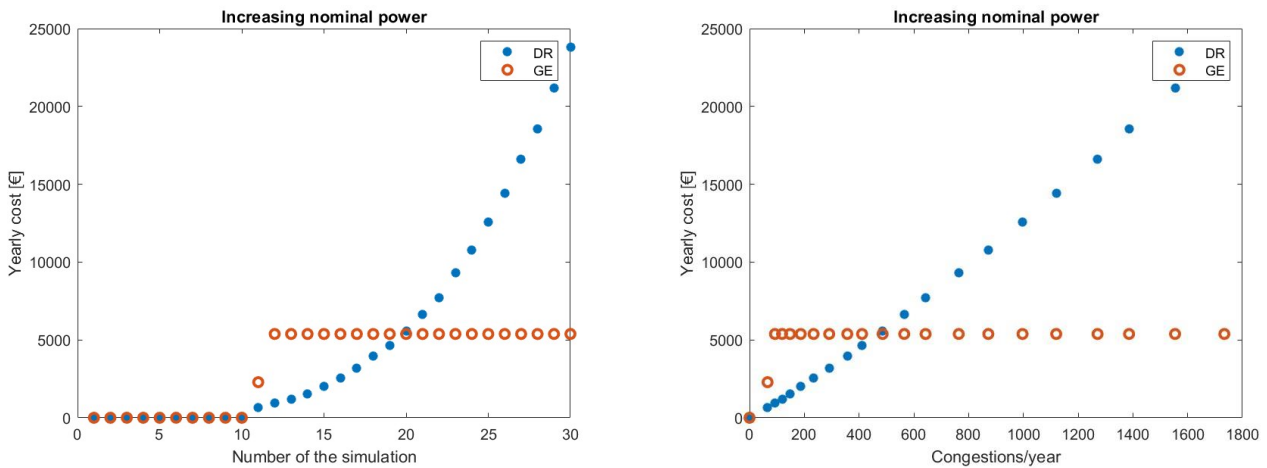 Increasing nominal power
25000
20000
15000
10000
5000
0
Yearly cost [€]
DR
GE
0 5 10 15 20 25 30
Number of the simulation
Increasing nominal power
25000
20000
15000
10000
5000
0
Yearly cost [€]
DR
GE
0 200 400 600 800 1000 1200 1400 1600 1800
Congestions/year